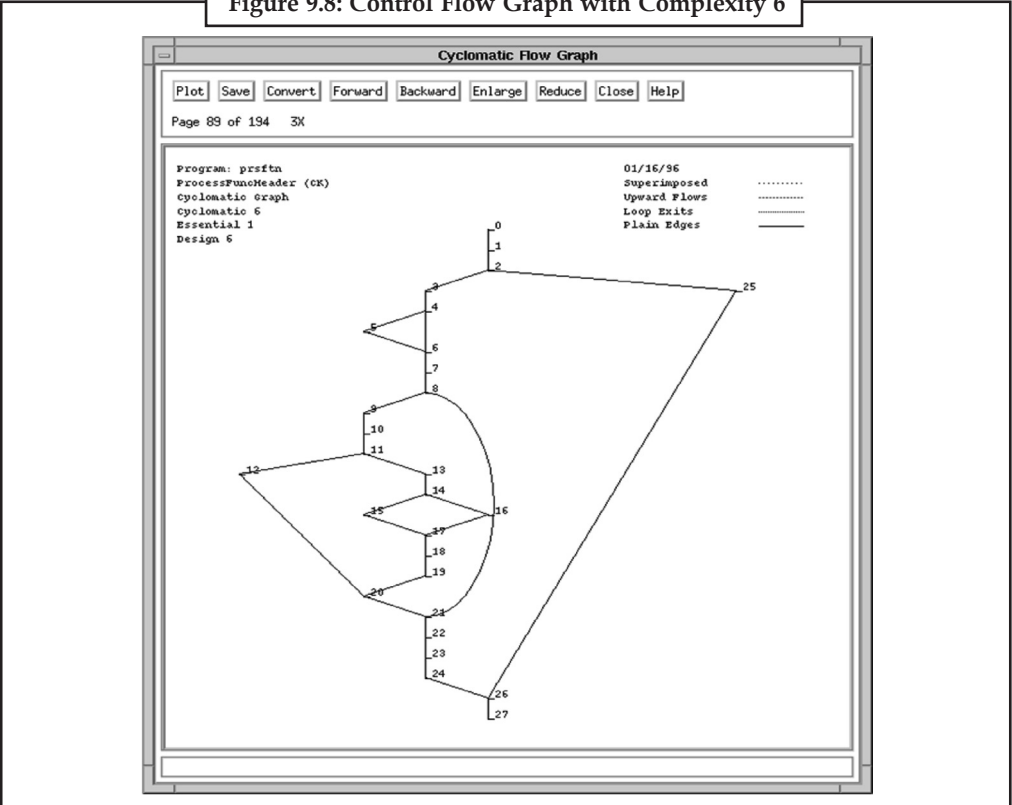 Figure 9.8: Control Flow Graph with Complexity 6
Cyclomatic Flow Graph
Plot Save Convert Forward Backward Enlarge Reduce Close Help
Page 89 of 194 3X
Program: prsftn
ProcessFuncHeader (CK)
Cyclomatic Graph
Cyclomatic 6
Essential 1
Design 6
01/16/96
Superimposed
Upward Flows
Loop Exits
Plain Edges
0
1
2
3
25
4
5
6
7
8
9
10
11
12
13
14
15
16
17
18
19
20
21
22
23
24
26
27